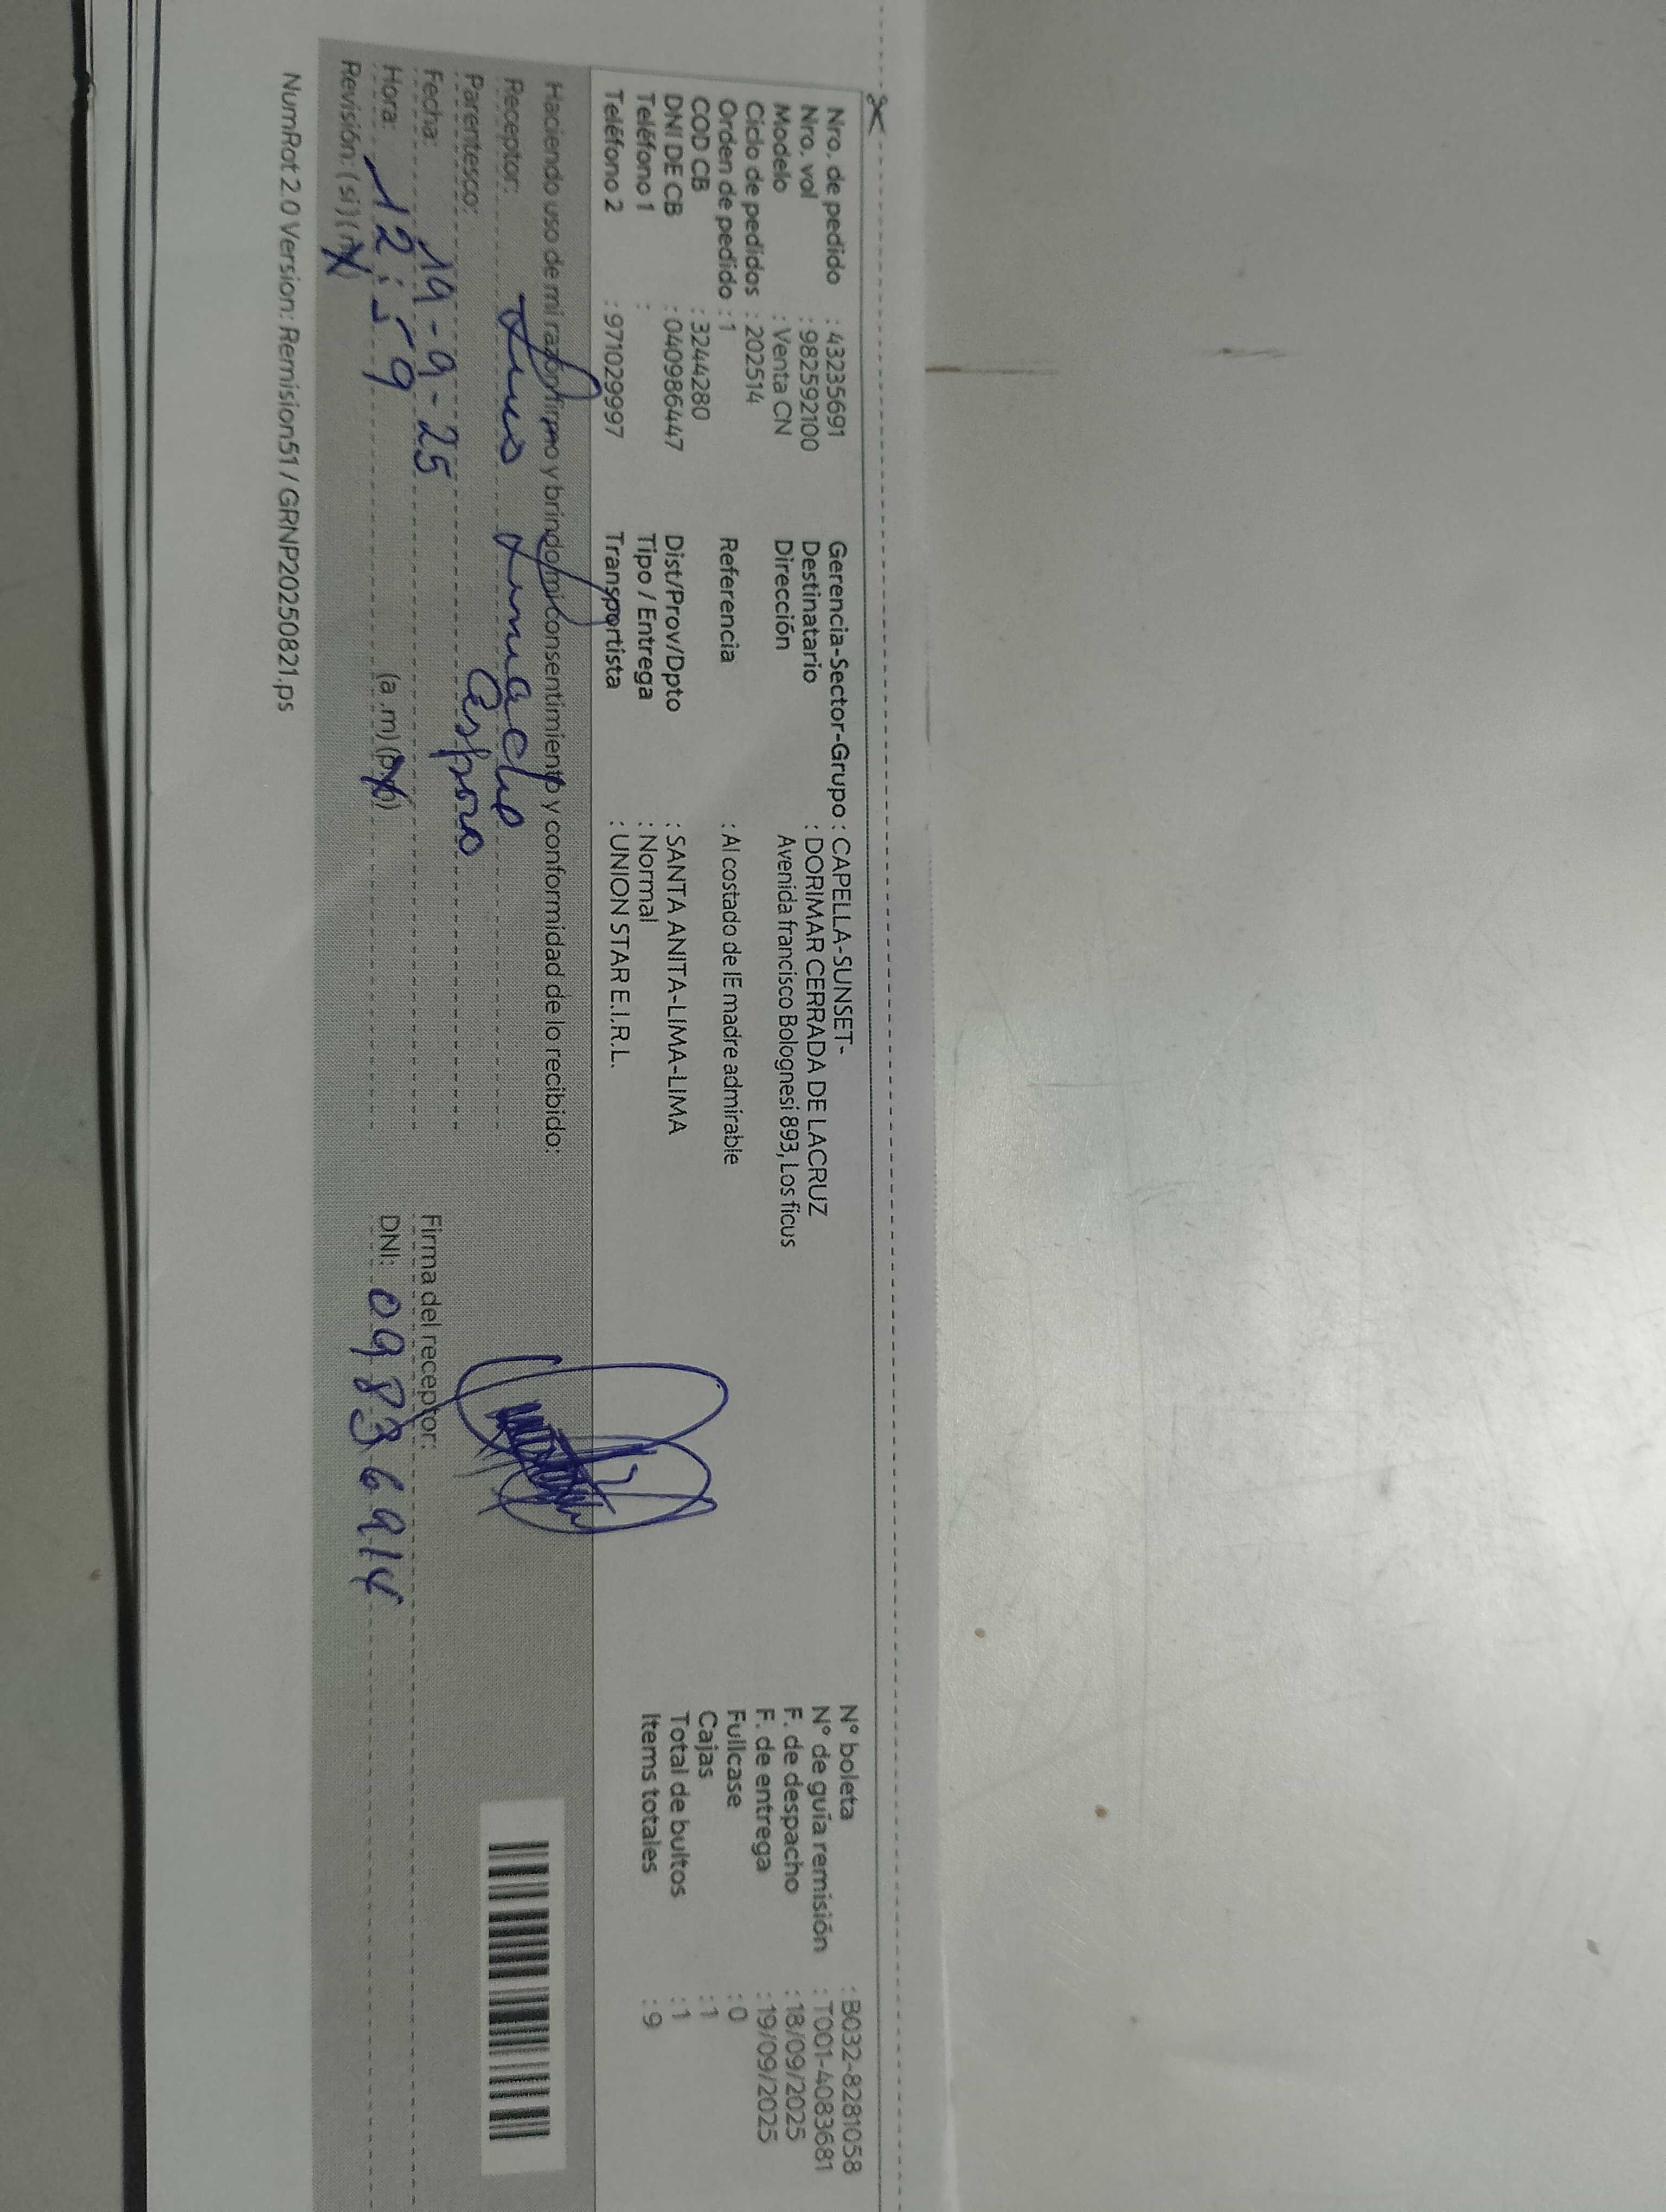 Nro. de pedido : 43235691
Nro. vol : 982592100
Modelo : Venta CN
Ciclo de pedidos : 202514
Orden de pedido : 1
COD CB : 3244280
DNI DE CB : 040986447
Teléfono 1 :
Teléfono 2 : 971029997
Gerencia-Sector-Grupo : CAPELLA-SUNSET-
Destinatario : DORIMAR CERRADA DE LACRUZ
Dirección Avenida francisco Bolognesi 893, Los ficus
Referencia : Al costado de IE madre admirable
Dist/Prov/Dpto : SANTA ANITA-LIMA-LIMA
Tipo / Entrega : Normal
Transportista : UNION STAR E.I.R.L.
N° boleta : B032-8281058
N° de guía remisión : T001-4083681
F. de despacho : 18/09/2025
F. de entrega : 19/09/2025
Fullcase : 0
Cajas : 1
Total de bultos : 1
Items totales : 9
Haciendo uso de mi razón firmo y brindo mi consentimiento y conformidad de lo recibido:
Receptor:
Parentesco: Esposo
Fecha: 19-9-25
Hora: 12:59 (a.m) (p.m)
Revisión: (si) (no)
Firma del receptor:
DNI: 09836914
NumRot 2.0 Version: Remision51 / GRNP20250821.ps